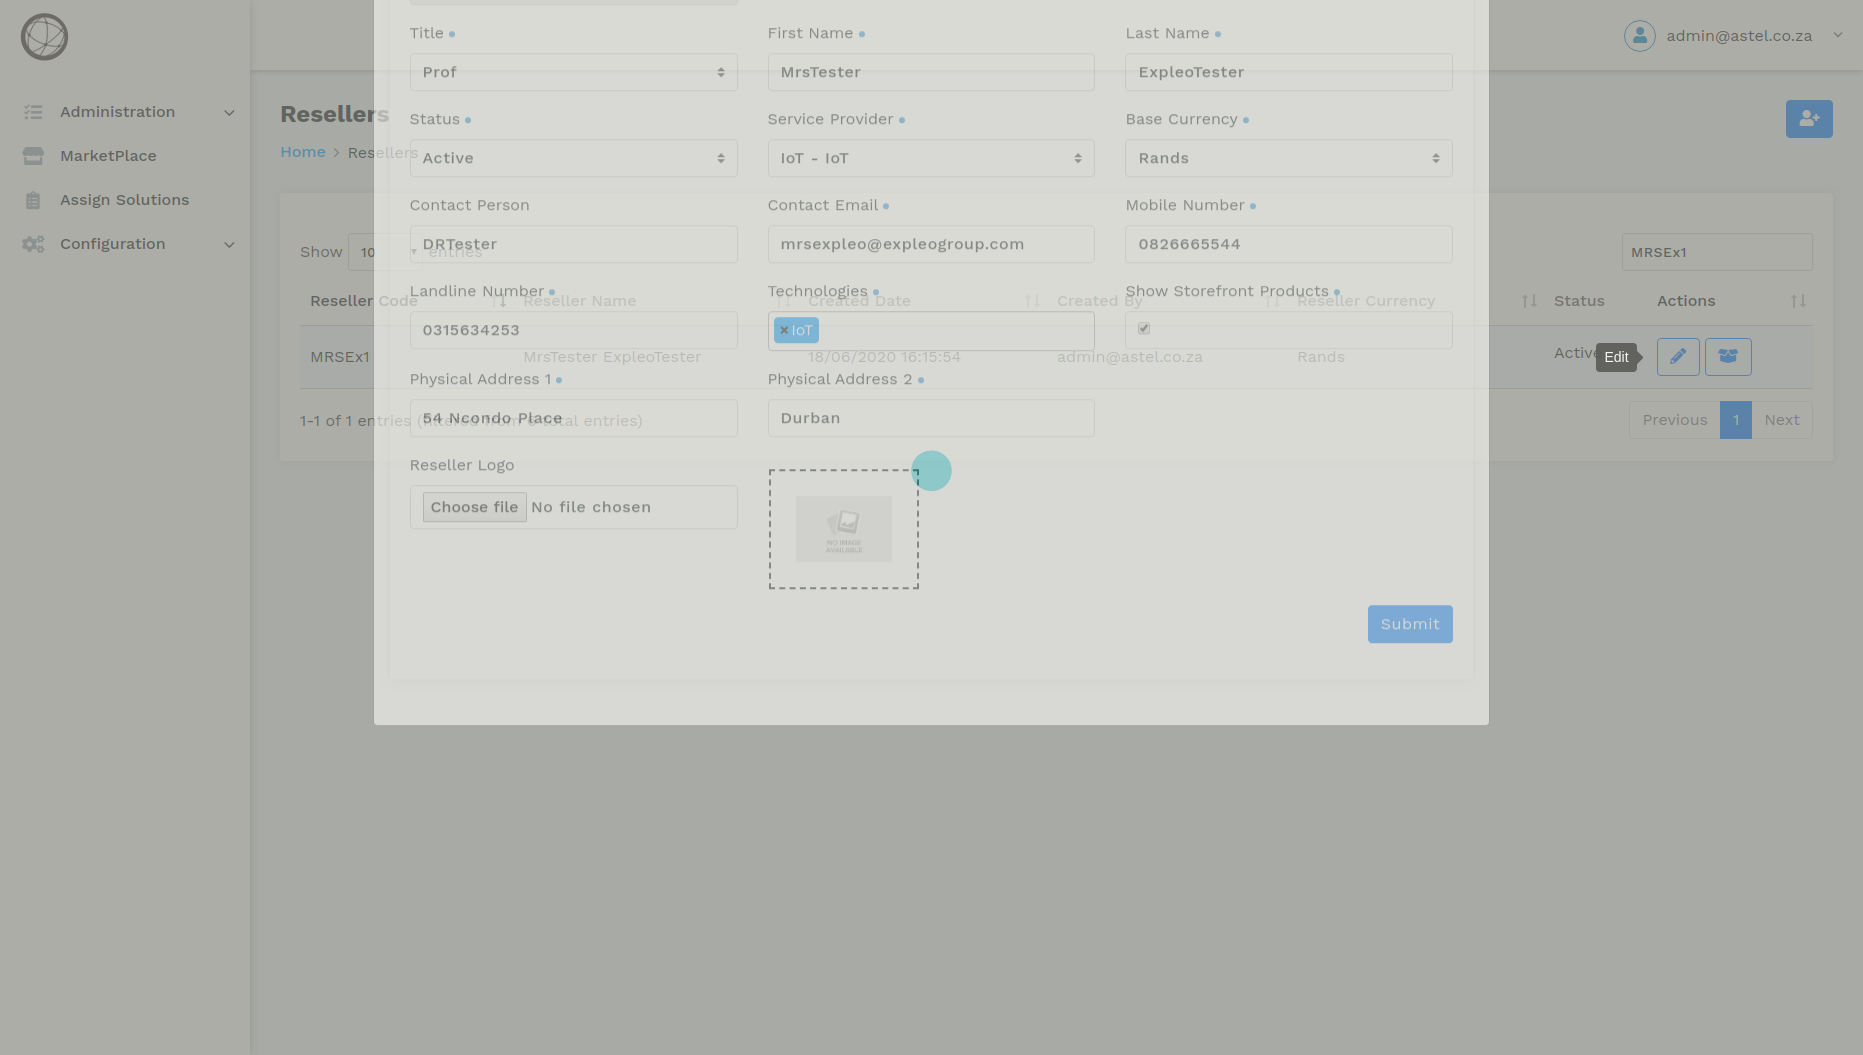 admin@astel.co.za
Administration
MarketPlace
Assign Solutions
Configuration
Resellers
Home > Resellers
Title
First Name
Last Name
Prof
MrsTester
ExpleoTester
Status
Service Provider
Base Currency
Active
IoT - IoT
Rands
Contact Person
Contact Email
Mobile Number
DRTester
mrsexpleo@expleogroup.com
0826665544
Show 10 entries
MRSEx1
Landline Number
Technologies
Show Storefront Products
Reseller Code
Reseller Name
Created Date
Created By
Reseller Currency
Status
Actions
0315634253
×IoT
MRSEx1
MrsTester ExpleoTester
18/06/2020 16:15:54
admin@astel.co.za
Rands
Active
Edit
Physical Address 1
Physical Address 2
54 Ncondo Place
Durban
1-1 of 1 entries (filtered from 6 total entries)
Previous
1
Next
Reseller Logo
Choose file No file chosen
NO IMAGE
AVAILABLE
Submit